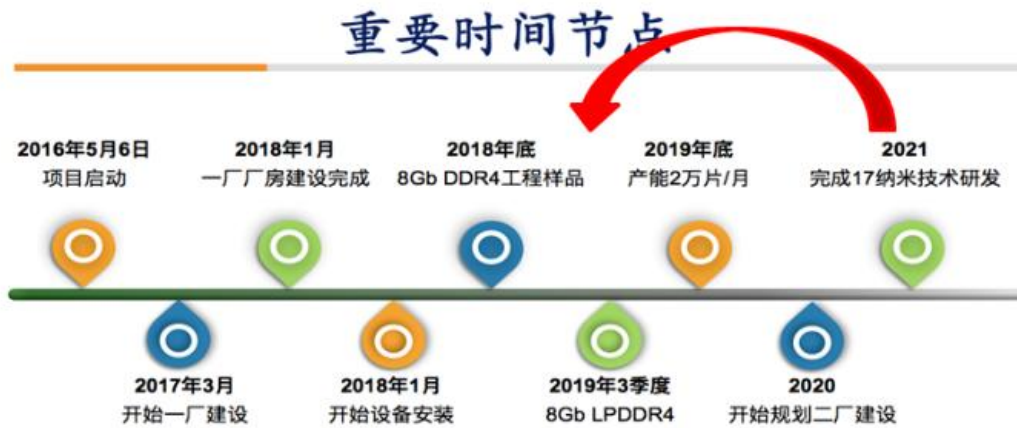 重要时间节点
2016年5月6日
项目启动
2018年1月
一厂厂房建设完成
2018年底
8Gb DDR4工程样品
2019年底
产能2万片/月
2021
完成17纳米技术研发
2017年3月
开始一厂建设
2018年1月
开始设备安装
2019年3季度
8Gb LPDDR4
2020
开始规划二厂建设